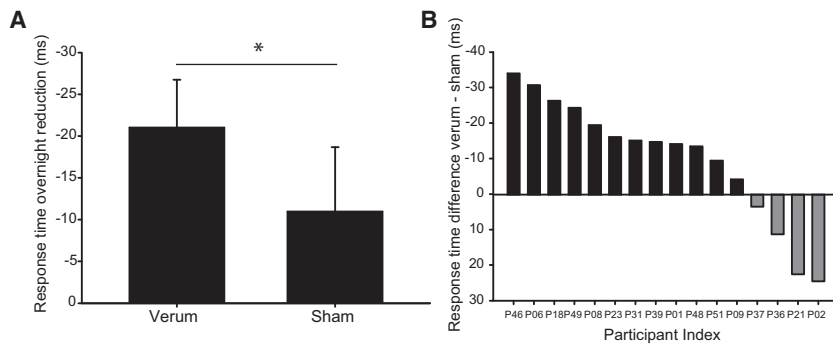 A
Response time overnight reduction (ms)
-30
-20
-10
-5
-0
*
Verum
Sham
B
Response time difference verum - sham (ms)
-40
-30
-20
-10
0
10
20
30
P46 P06 P18 P49 P08 P23 P31 P39 P01 P48 P51 P09 P37 P36 P21 P02
Participant Index